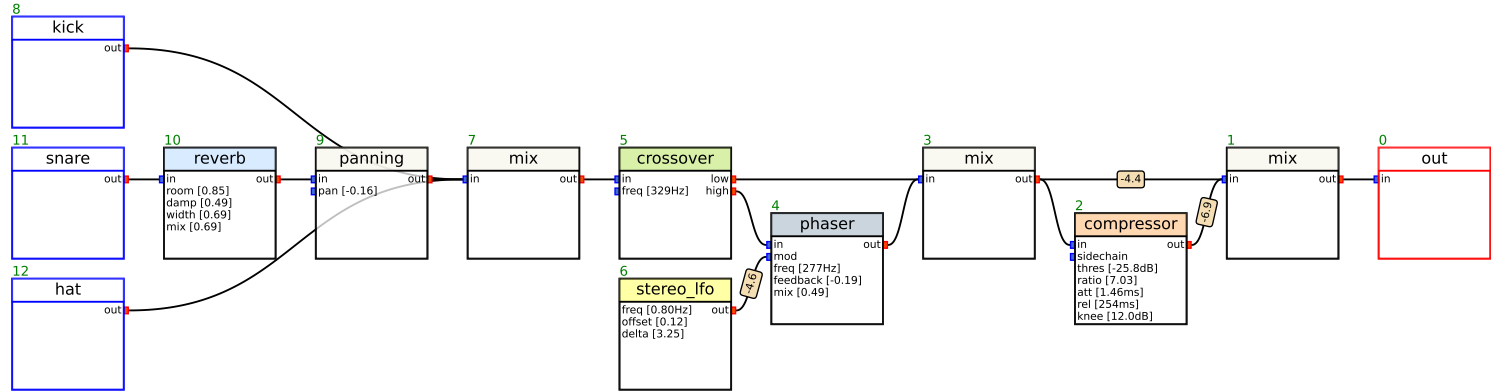 8
kick
out
11
snare
out
10
reverb
in out
room [0.85]
damp [0.49]
width [0.69]
mix [0.69]
9
panning
in out
pan [-0.16]
7
mix
in out
5
crossover
in low
freq [329Hz] high
3
mix
in out
-4.4
1
mix
in out
0
out
in
4
phaser
in out
mod
freq [277Hz]
feedback [-0.19]
mix [0.49]
2
compressor
in out
sidechain
thres [-25.8dB]
ratio [7.03]
att [1.46ms]
rel [254ms]
knee [12.0dB]
-6.9
12
hat
out
6
stereo_lfo
freq [0.80Hz] out
offset [0.12]
delta [3.25]
-4.6